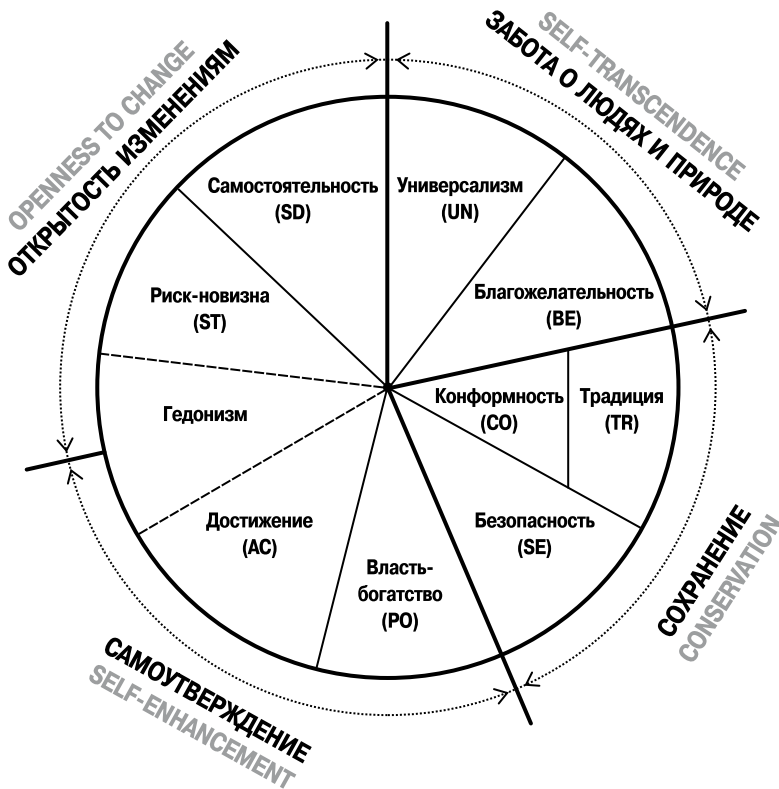 OPENNESS TO CHANGE
ОТКРЫТОСТЬ ИЗМЕНЕНИЯМ
SELF-TRANSCENDENCE
ЗАБОТА О ЛЮДЯХ И ПРИРОДЕ
Самостоятельность
(SD)
Универсализм
(UN)
Риск-новизна
(ST)
Благожелательность
(BE)
Гедонизм
Конформность
(CO)
Традиция
(TR)
Достижение
(AC)
Власть-
богатство
(PO)
Безопасность
(SE)
СОХРАНЕНИЕ
CONSERVATION
САМОУТВЕРЖДЕНИЕ
SELF-ENHANCEMENT